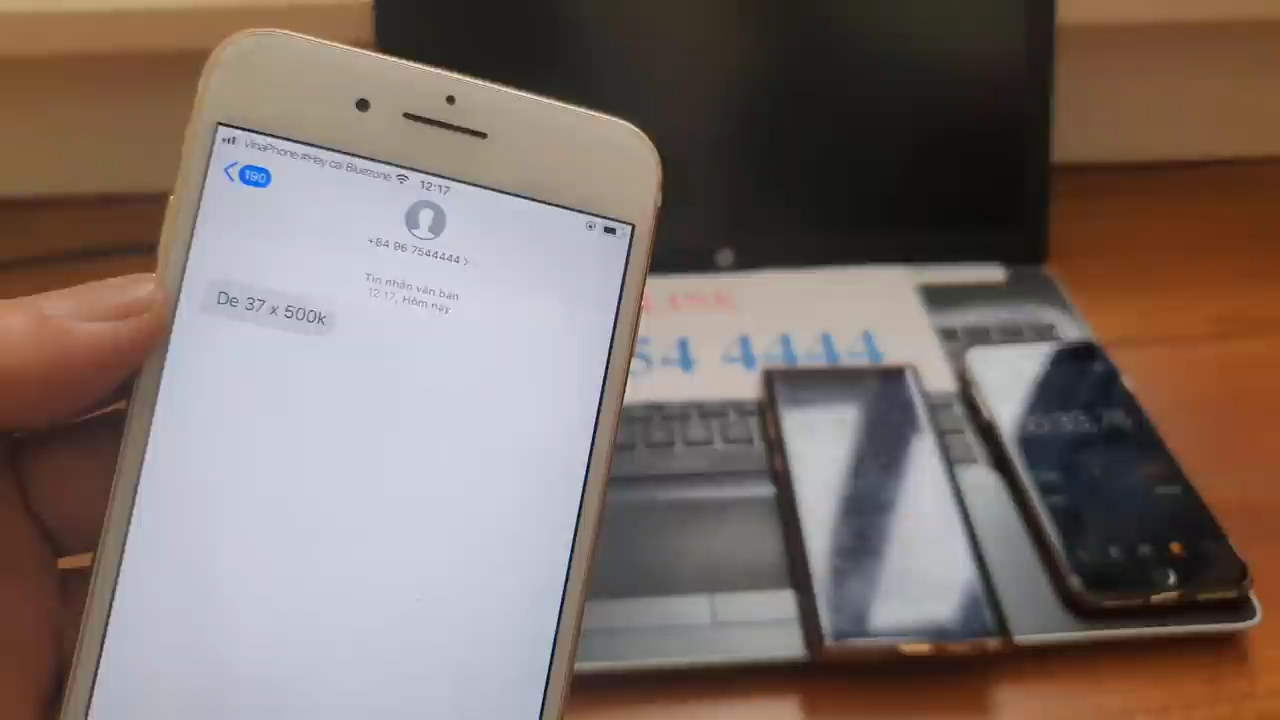 VinaPhone #Hay cai Bluezone 12:17
190
+84 96 7544444 >
Tin nhắn văn bản
12:17, Hôm nay
De 37 x 500k
54 4444